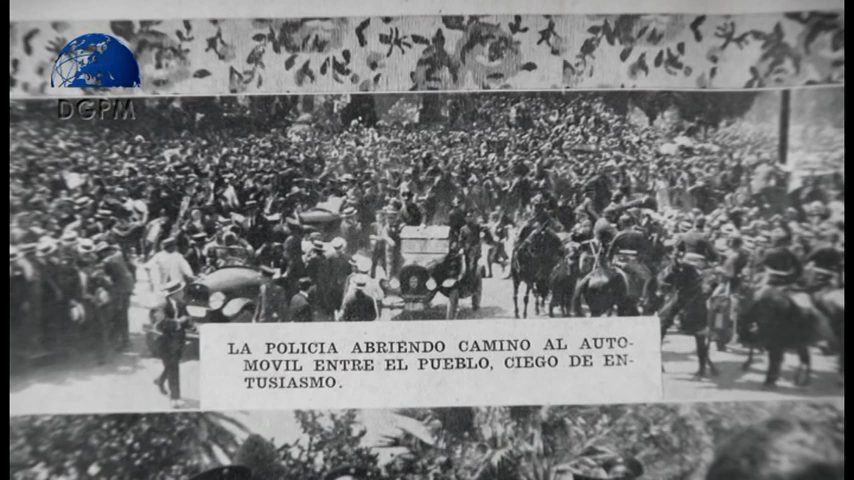 DGPM
LA POLICIA ABRIENDO CAMINO AL AUTO-
MOVIL ENTRE EL PUEBLO, CIEGO DE EN-
TUSIASMO.